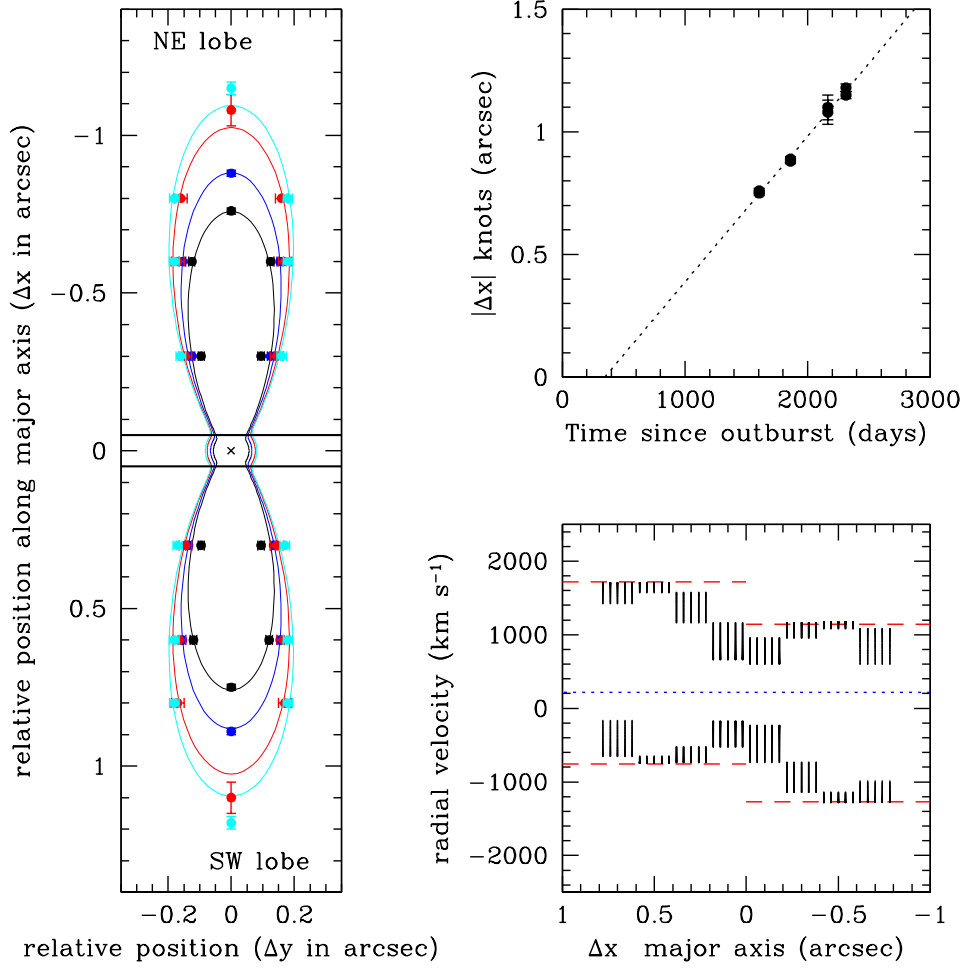 NE lobe
SW lobe
-1
-0.5
0
0.5
1
-0.2 0 0.2
relative position (Δy in arcsec)
relative position along major axis (Δx in arcsec)
1.5
1
0.5
0
0 1000 2000 3000
Time since outburst (days)
|Δx| knots (arcsec)
2000
1000
0
-1000
-2000
1 0.5 0 -0.5 -1
Δx major axis (arcsec)
radial velocity (km s⁻¹)